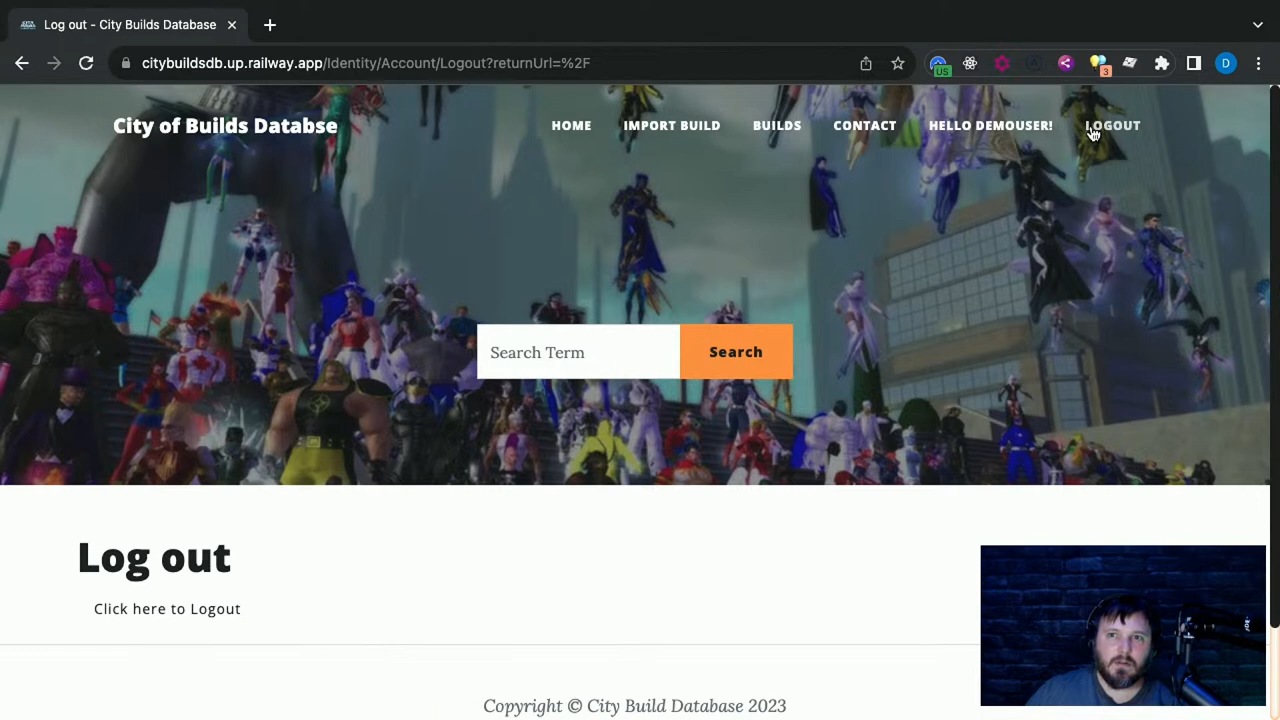 Log out - City Builds Database
citybuildsdb.up.railway.app/Identity/Account/Logout?returnUrl=%2F
US
3
D
City of Builds Databse
HOME
IMPORT BUILD
BUILDS
CONTACT
HELLO DEMOUSER!
LOGOUT
Search Term
Search
Log out
Click here to Logout
Copyright © City Build Database 2023